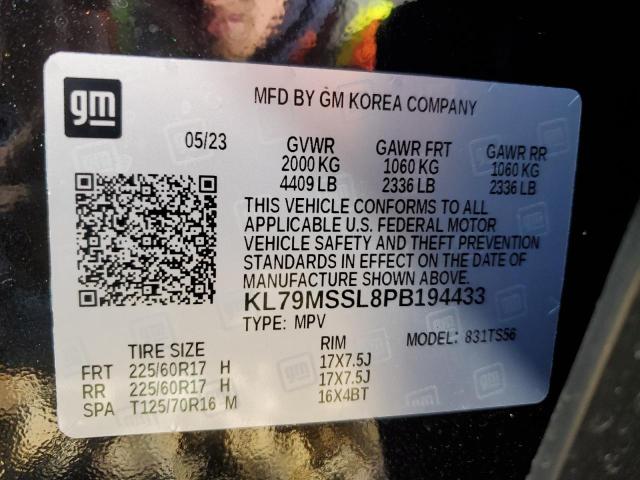 gm
MFD BY GM KOREA COMPANY
05/23 GVWR GAWR FRT GAWR RR
2000 KG 1060 KG 1060 KG
4409 LB 2336 LB 2336 LB
THIS VEHICLE CONFORMS TO ALL
APPLICABLE U.S. FEDERAL MOTOR
VEHICLE SAFETY AND THEFT PREVENTION
STANDARDS IN EFFECT ON THE DATE OF
MANUFACTURE SHOWN ABOVE.
KL79MSSL8PB194433
TYPE: MPV MODEL: 831TS56
TIRE SIZE RIM
FRT 225/60R17 H 17X7.5J
RR 225/60R17 H 17X7.5J
SPA T125/70R16 M 16X4BT